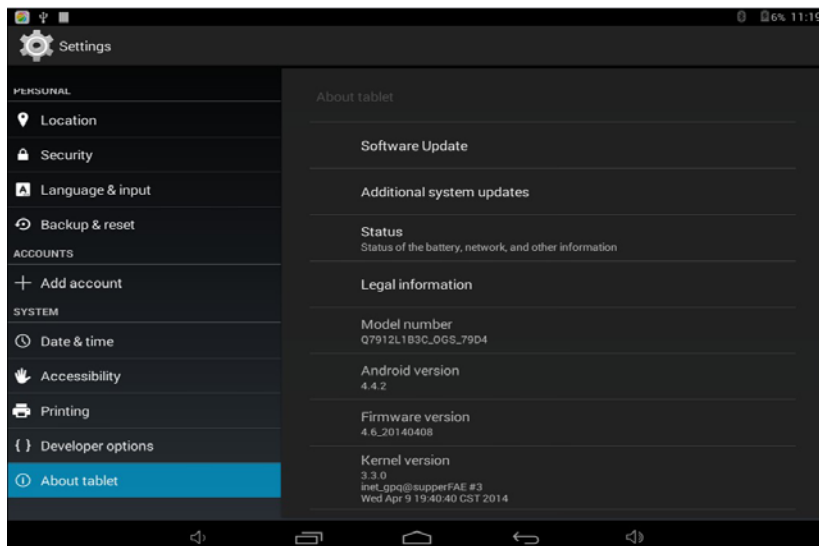 6% 11:19
Settings
PERSONAL
Location
Security
Language & input
Backup & reset
ACCOUNTS
Add account
SYSTEM
Date & time
Accessibility
Printing
{ } Developer options
About tablet
About tablet
Software Update
Additional system updates
Status
Status of the battery, network, and other information
Legal information
Model number
Q7912L1B3C_OGS_79D4
Android version
4.4.2
Firmware version
4.6_20140408
Kernel version
3.3.0
inet_gpq@supperFAE #3
Wed Apr 9 19:40:40 CST 2014